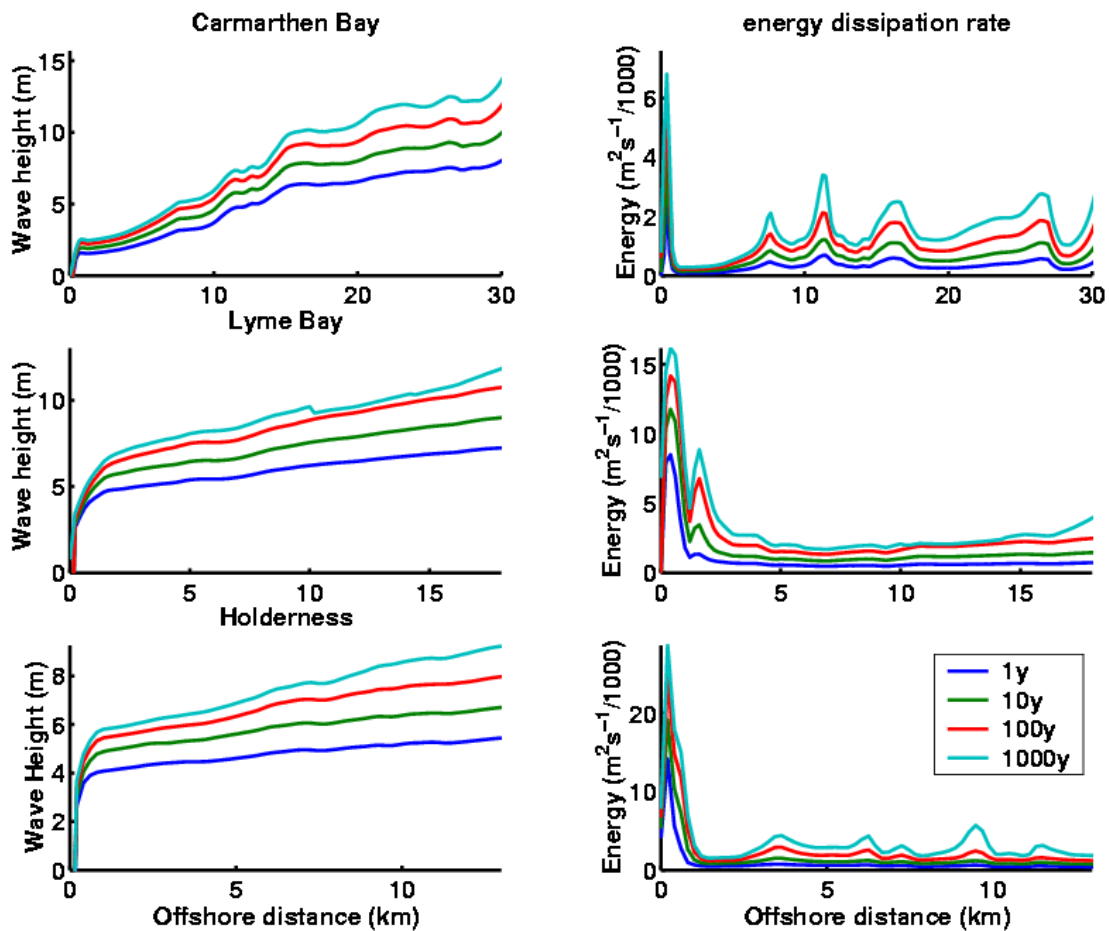 Carmarthen Bay
energy dissipation rate
Wave height (m)
15
10
5
0
0 10 20 30
Energy (m²s⁻¹/1000)
6
4
2
0
0 10 20 30
Lyme Bay
Wave height (m)
10
5
0
0 5 10 15
Energy (m²s⁻¹/1000)
15
10
5
0
0 5 10 15
Holderness
Wave Height (m)
8
6
4
2
0
0 5 10
Offshore distance (km)
Energy (m²s⁻¹/1000)
20
10
0
0 5 10
Offshore distance (km)
1y
10y
100y
1000y